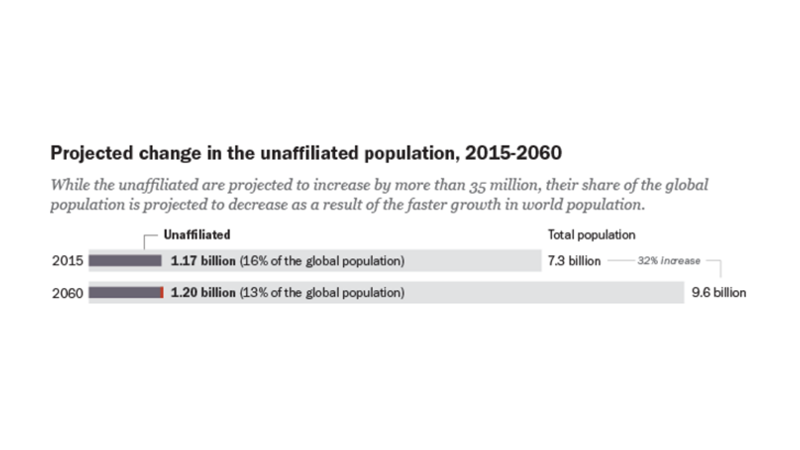 Projected change in the unaffiliated population, 2015-2060
While the unaffiliated are projected to increase by more than 35 million, their share of the global
population is projected to decrease as a result of the faster growth in world population.
Unaffiliated Total population
2015 1.17 billion (16% of the global population) 7.3 billion 32% increase
2060 1.20 billion (13% of the global population) 9.6 billion